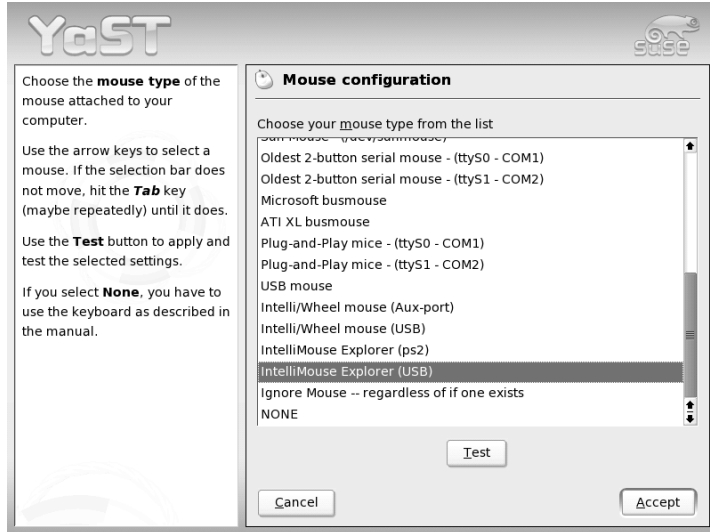 YaST
SUSE
Choose the mouse type of the
mouse attached to your
computer.
Use the arrow keys to select a
mouse. If the selection bar does
not move, hit the Tab key
(maybe repeatedly) until it does.
Use the Test button to apply and
test the selected settings.
If you select None, you have to
use the keyboard as described in
the manual.
Mouse configuration
Choose your mouse type from the list
Sun Mouse - (/dev/sunmouse)
Oldest 2-button serial mouse - (ttyS0 - COM1)
Oldest 2-button serial mouse - (ttyS1 - COM2)
Microsoft busmouse
ATI XL busmouse
Plug-and-Play mice - (ttyS0 - COM1)
Plug-and-Play mice - (ttyS1 - COM2)
USB mouse
Intelli/Wheel mouse (Aux-port)
Intelli/Wheel mouse (USB)
IntelliMouse Explorer (ps2)
IntelliMouse Explorer (USB)
Ignore Mouse -- regardless of if one exists
NONE
Test
Cancel
Accept